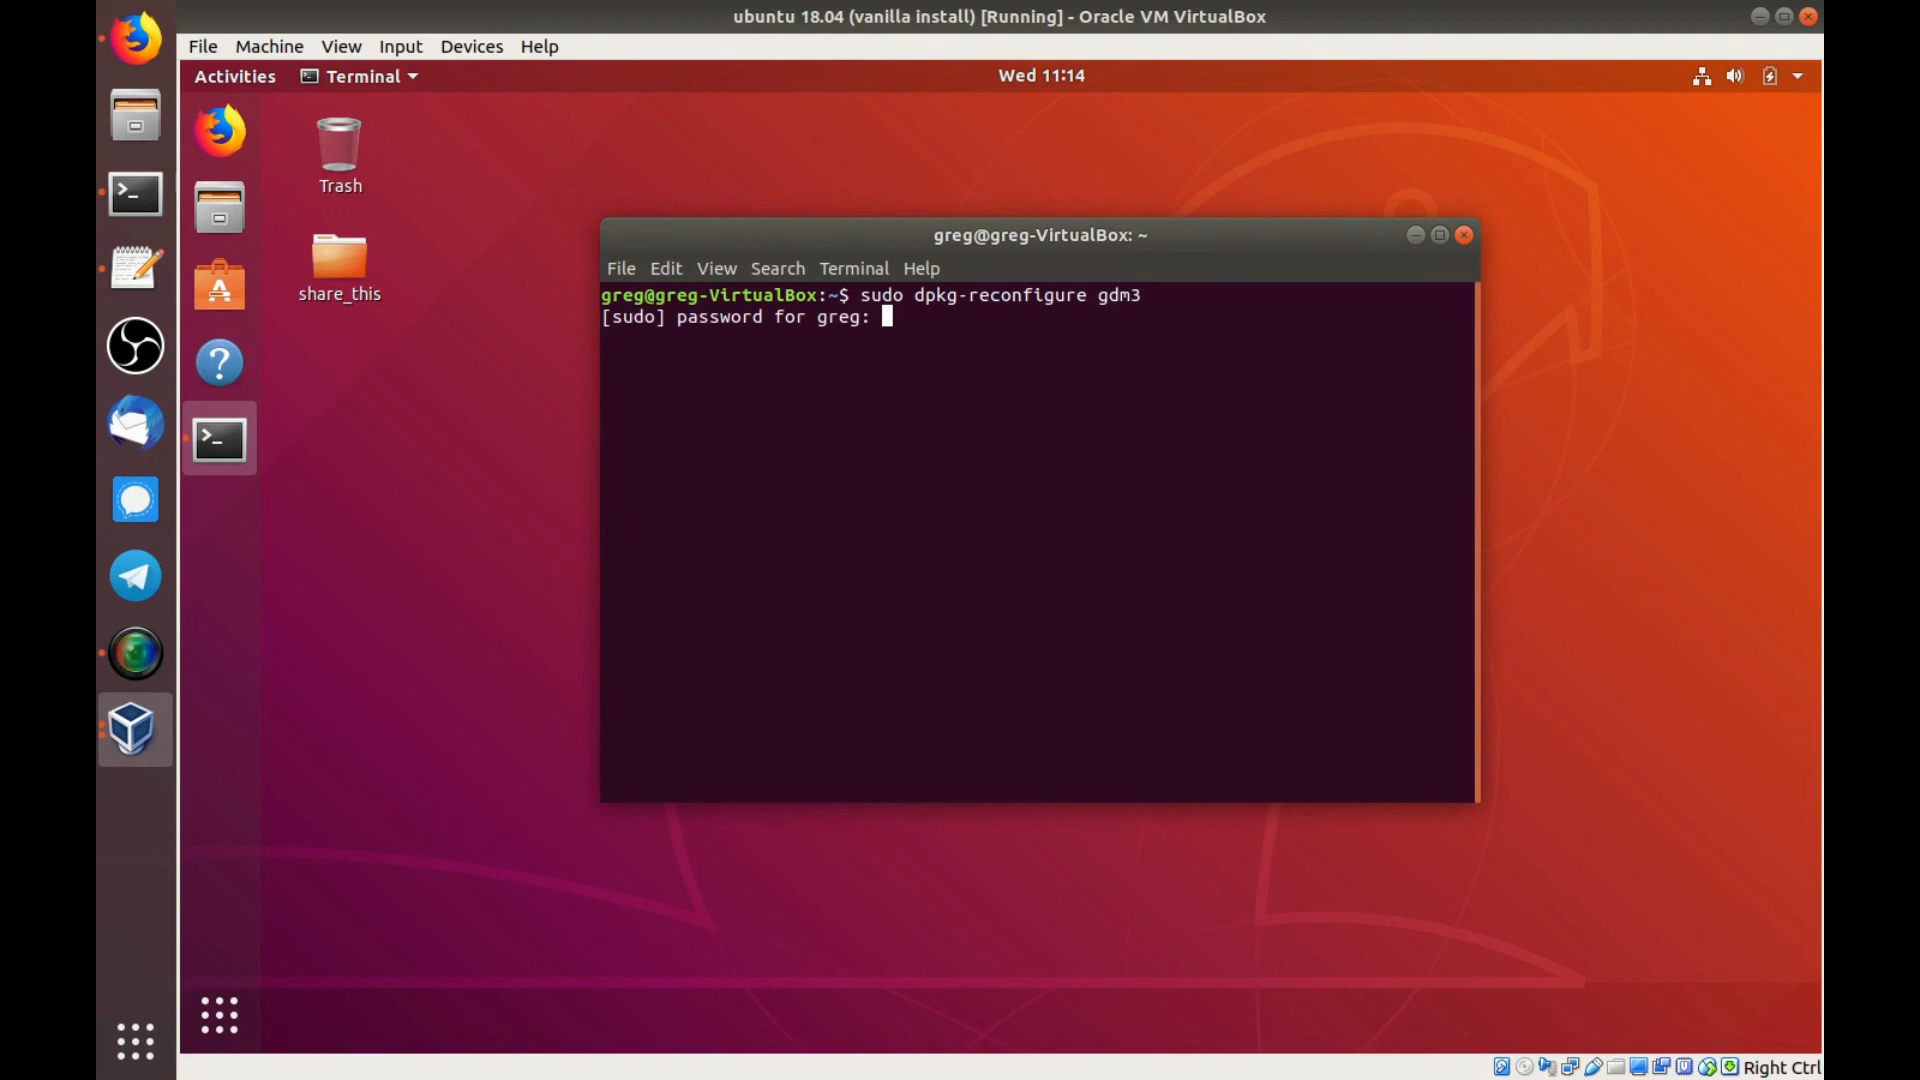 ubuntu 18.04 (vanilla install) [Running] - Oracle VM VirtualBox
File Machine View Input Devices Help
Activities Terminal Wed 11:14
Trash
share_this
greg@greg-VirtualBox: ~
File Edit View Search Terminal Help
greg@greg-VirtualBox:~$ sudo dpkg-reconfigure gdm3
[sudo] password for greg:
Right Ctrl